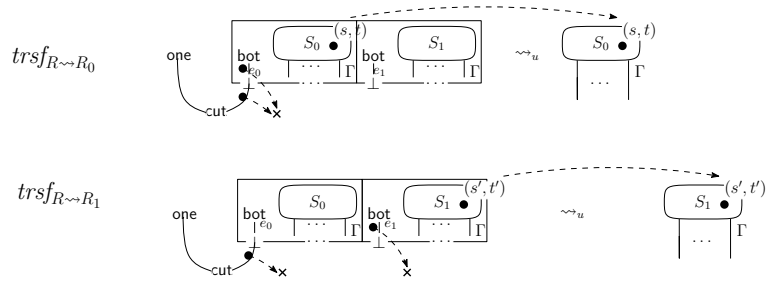 (s, t) (s, t)
trsf_{R⇝R_0} one bot e_0 S_0 ... Γ bot e_1 S_1 ... Γ ⇝_u S_0 ... Γ
⊥ ... ⊥ ...
cut
(s', t') (s', t')
trsf_{R⇝R_1} one bot e_0 S_0 ... Γ bot e_1 S_1 ... Γ ⇝_u S_1 ... Γ
⊥ ... ⊥ ...
cut